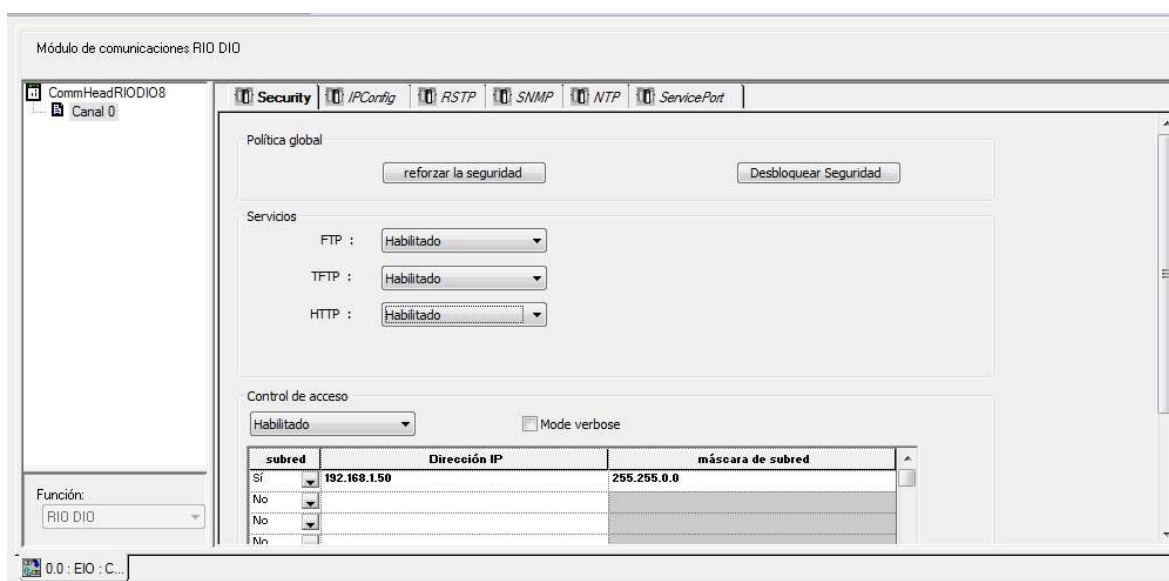 Módulo de comunicaciones RIO DIO
CommHeadRIODIO8
Canal 0
Security IPConfig RSTP SNMP NTP ServicePort
Política global
reforzar la seguridad Desbloquear Seguridad
Servicios
FTP : Habilitado
TFTP : Habilitado
HTTP : Habilitado
Control de acceso
Habilitado Mode verbose
subred Dirección IP máscara de subred
Sí 192.168.1.50 255.255.0.0
No
No
No
Función:
RIO DIO
0.0 : EIO : C...